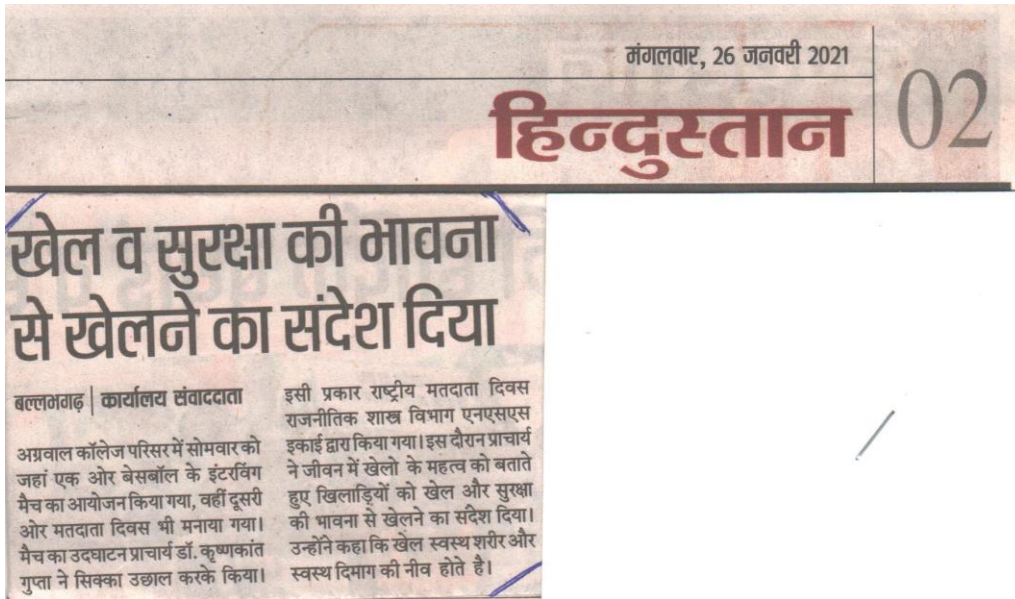 मंगलवार, 26 जनवरी 2021
हिन्दुस्तान
02
खेल व सुरक्षा की भावना
से खेलने का संदेश दिया
बल्लभगढ़ | कार्यालय संवाददाता
अग्रवाल कॉलेज परिसर में सोमवार को
जहां एक ओर बेसबॉल के इंटरविंग
मैच का आयोजन किया गया, वहीं दूसरी
ओर मतदाता दिवस भी मनाया गया।
मैच का उदघाटन प्राचार्य डॉ. कृष्णकांत
गुप्ता ने सिक्का उछाल करके किया।
इसी प्रकार राष्ट्रीय मतदाता दिवस
राजनीतिक शास्त्र विभाग एनएसएस
इकाई द्वारा किया गया। इस दौरान प्राचार्य
ने जीवन में खेलो के महत्व को बताते
हुए खिलाड़ियों को खेल और सुरक्षा
की भावना से खेलने का संदेश दिया।
उन्होंने कहा कि खेल स्वस्थ शरीर और
स्वस्थ दिमाग की नीव होते है।